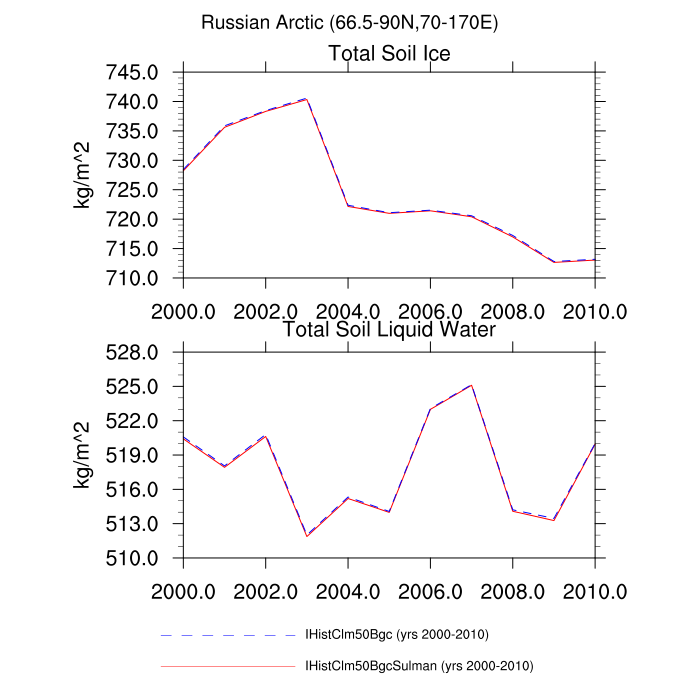 Russian Arctic (66.5-90N,70-170E)
Total Soil Ice
745.0
740.0
735.0
730.0
725.0
720.0
715.0
710.0
kg/m^2
2000.0 2002.0 2004.0 2006.0 2008.0 2010.0
Total Soil Liquid Water
528.0
525.0
522.0
519.0
516.0
513.0
510.0
kg/m^2
2000.0 2002.0 2004.0 2006.0 2008.0 2010.0
IHistClm50Bgc (yrs 2000-2010)
IHistClm50BgcSulman (yrs 2000-2010)